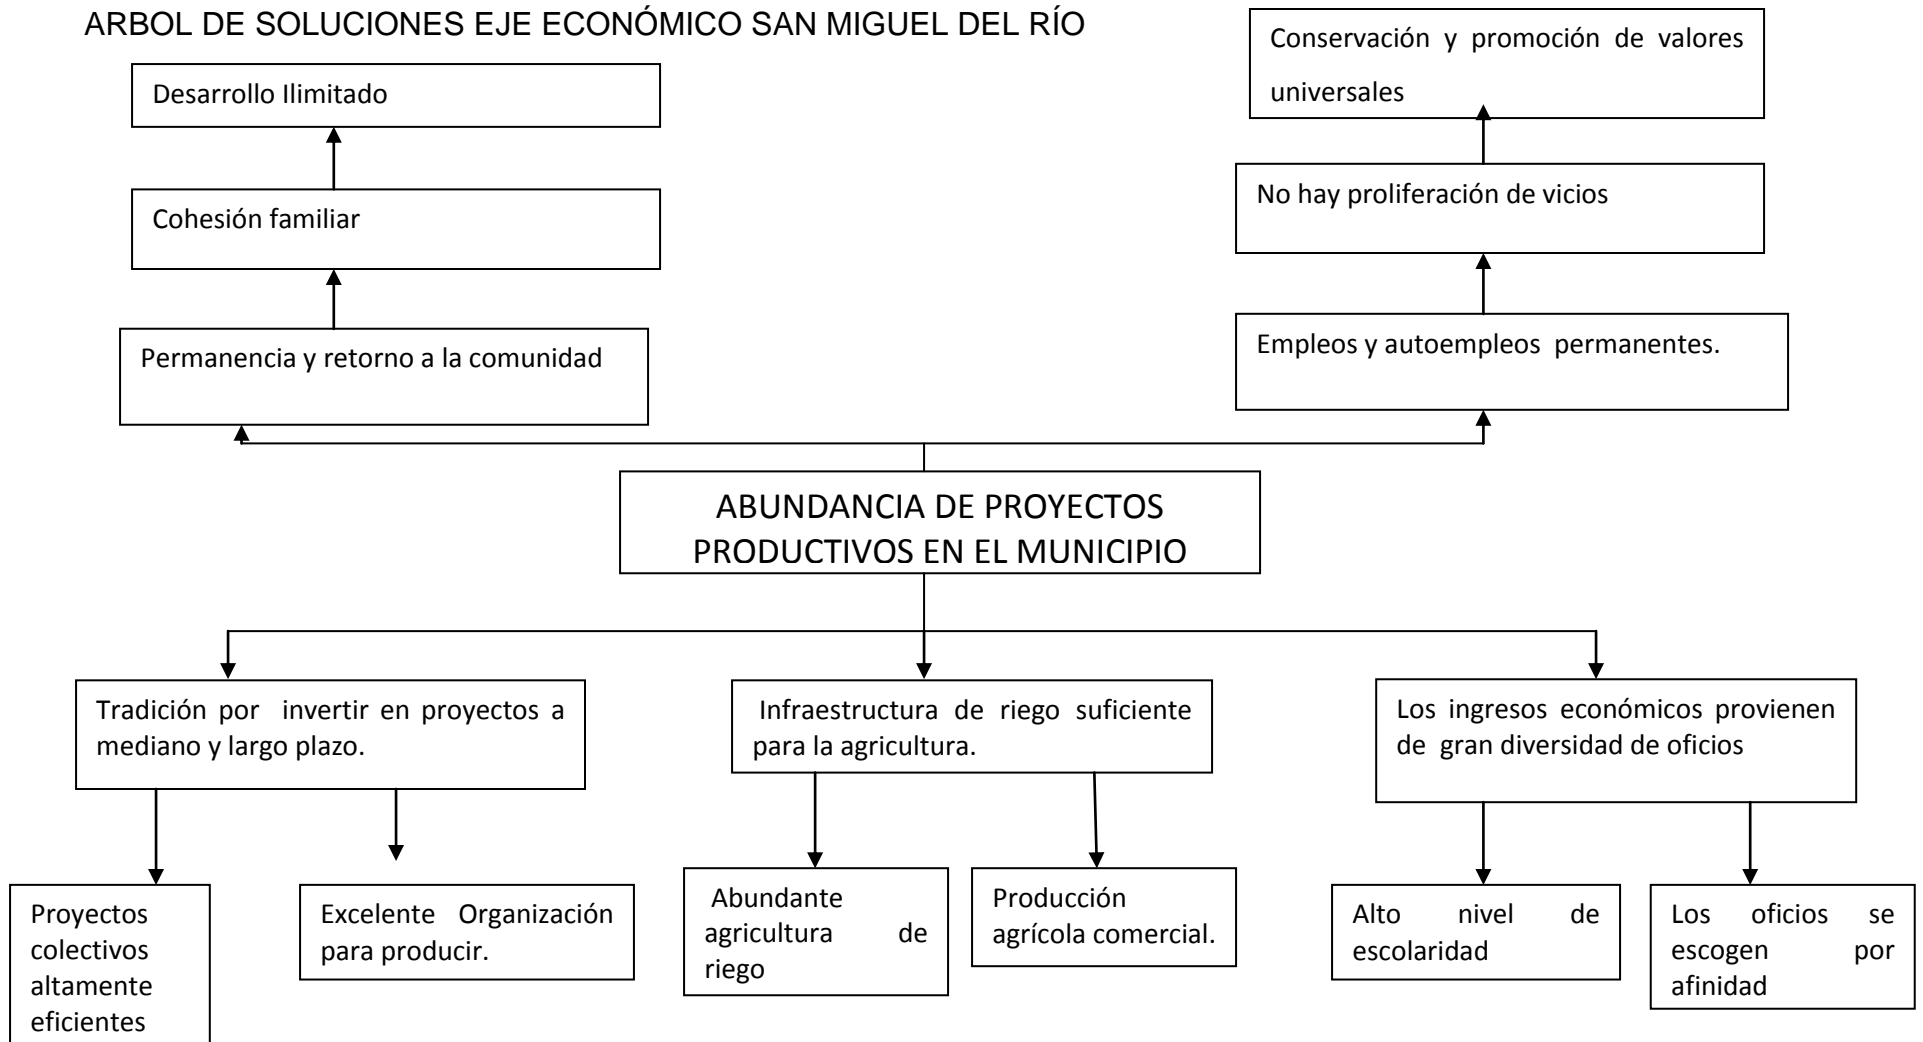 ARBOL DE SOLUCIONES EJE ECONÓMICO SAN MIGUEL DEL RÍO
Conservación y promoción de valores
universales
Desarrollo Ilimitado
No hay proliferación de vicios
Cohesión familiar
Permanencia y retorno a la comunidad
Empleos y autoempleos permanentes.
ABUNDANCIA DE PROYECTOS
PRODUCTIVOS EN EL MUNICIPIO
Tradición por invertir en proyectos a
mediano y largo plazo.
Infraestructura de riego suficiente
para la agricultura.
Los ingresos económicos provienen
de gran diversidad de oficios
Proyectos
colectivos
altamente
eficientes
Excelente Organización
para producir.
Abundante
agricultura de
riego
Producción
agrícola comercial.
Alto nivel de
escolaridad
Los oficios se
escogen por
afinidad